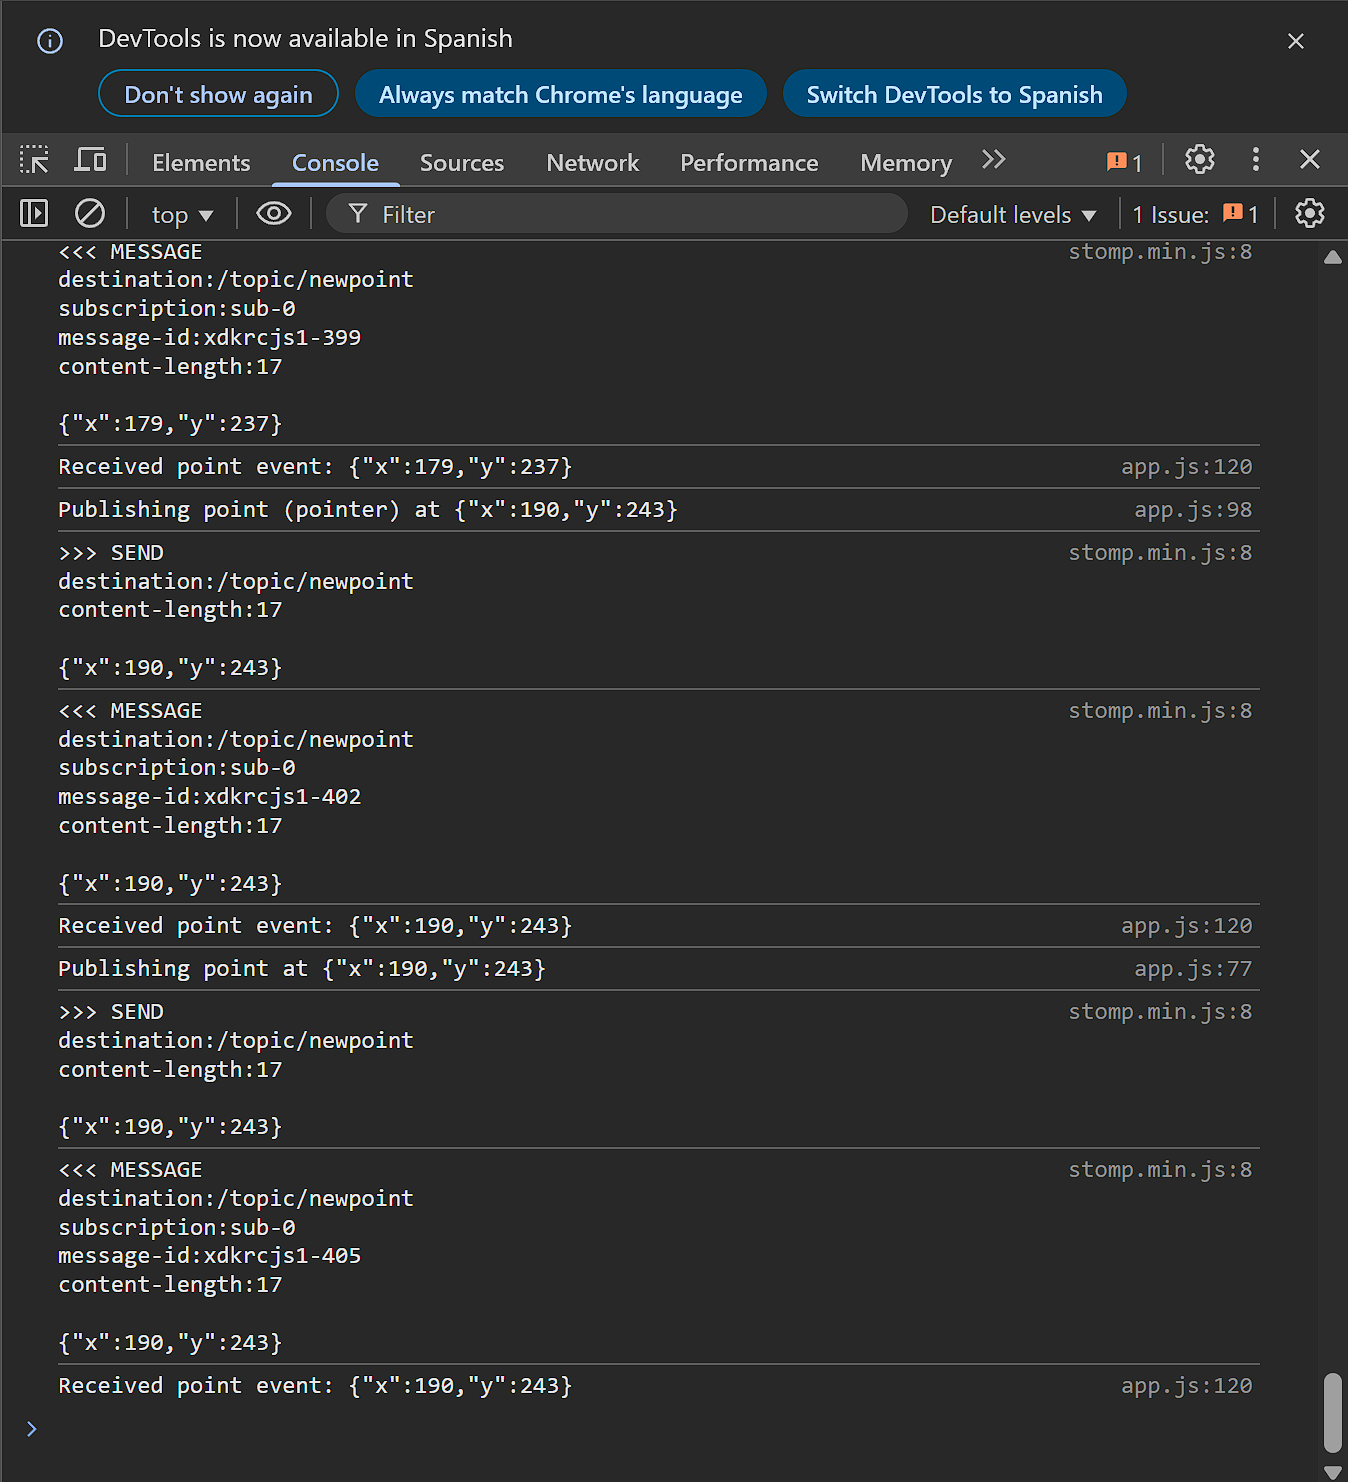 DevTools is now available in Spanish
Don't show again Always match Chrome's language Switch DevTools to Spanish
Elements Console Sources Network Performance Memory 1
top Filter Default levels 1 Issue: 1
<<< MESSAGE stomp.min.js:8
destination:/topic/newpoint
subscription:sub-0
message-id:xdkrcjs1-399
content-length:17
{"x":179,"y":237}
Received point event: {"x":179,"y":237} app.js:120
Publishing point (pointer) at {"x":190,"y":243} app.js:98
>>> SEND stomp.min.js:8
destination:/topic/newpoint
content-length:17
{"x":190,"y":243}
<<< MESSAGE stomp.min.js:8
destination:/topic/newpoint
subscription:sub-0
message-id:xdkrcjs1-402
content-length:17
{"x":190,"y":243}
Received point event: {"x":190,"y":243} app.js:120
Publishing point at {"x":190,"y":243} app.js:77
>>> SEND stomp.min.js:8
destination:/topic/newpoint
content-length:17
{"x":190,"y":243}
<<< MESSAGE stomp.min.js:8
destination:/topic/newpoint
subscription:sub-0
message-id:xdkrcjs1-405
content-length:17
{"x":190,"y":243}
Received point event: {"x":190,"y":243} app.js:120